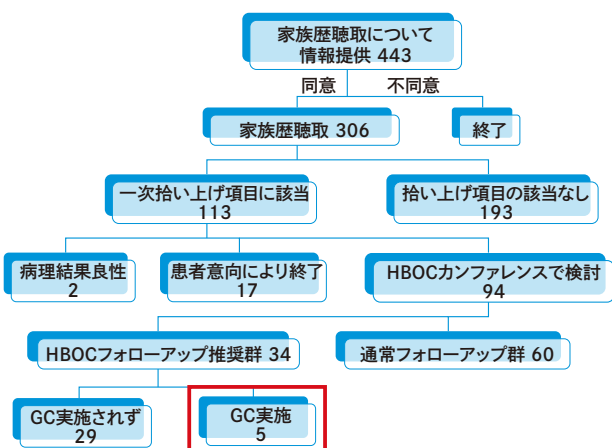 家族歴聴取について
情報提供 443
同意 不同意
家族歴聴取 306
終了
一次拾い上げ項目に該当
113
拾い上げ項目の該当なし
193
病理結果良性
2
患者意向により終了
17
HBOCカンファレンスで検討
94
HBOCフォローアップ推奨群 34
通常フォローアップ群 60
GC実施されず
29
GC実施
5